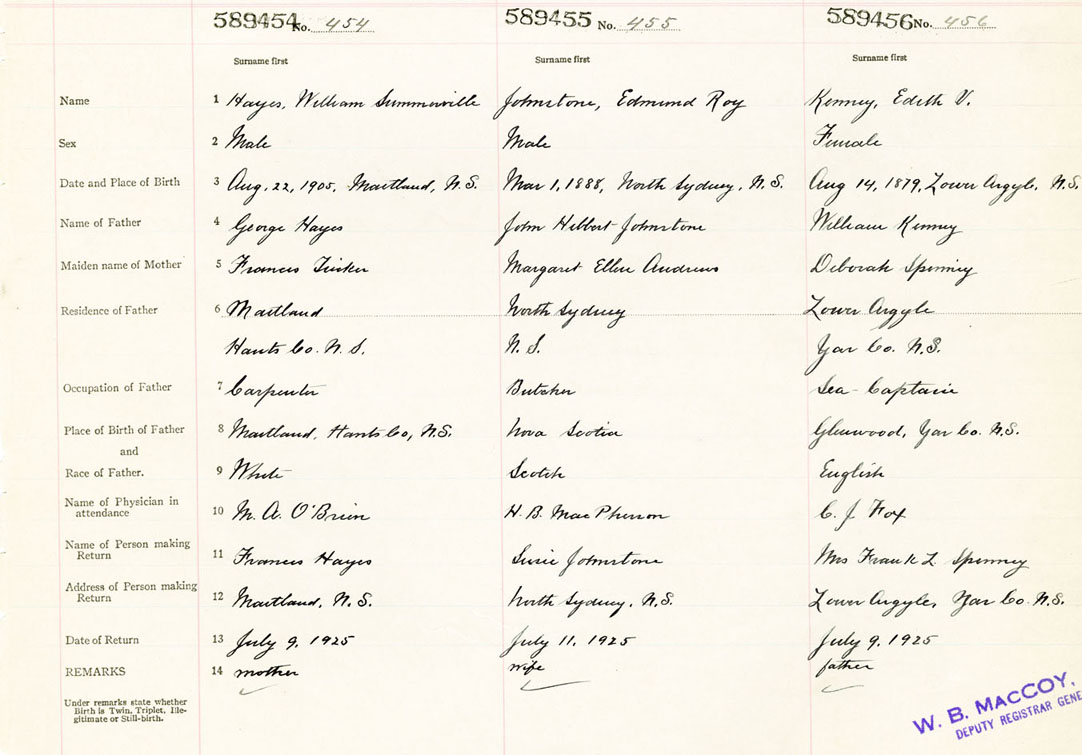 589454 No. 454 589455 No. 455 589456 No. 456
Surname first Surname first Surname first
Name 1 Hayes, William Summerville Johnstone, Edmund Roy Kenney, Edith V.
Sex 2 Male Male Female
Date and Place of Birth 3 Aug. 22, 1905, Maitland, N.S. Mar 1, 1888, North Sydney, N.S. Aug 14, 1879, Lower Argyle, N.S.
Name of Father 4 George Hayes John Hibbert Johnstone William Kenney
Maiden name of Mother 5 Frances Tucker Margaret Ellen Andrews Deborah Spinney
Residence of Father 6 Maitland North Sydney Lower Argyle
Hants Co. N.S. N.S. Yar Co. N.S.
Occupation of Father 7 Carpenter Butcher Sea-Captain
Place of Birth of Father 8 Maitland, Hants Co, N.S. Nova Scotia Glenwood, Yar Co. N.S.
and
Race of Father. 9 White Scotch English
Name of Physician in
attendance 10 M. A. O'Brien H. B. MacPherson C. J. Fox
Name of Person making
Return 11 Frances Hayes Susie Johnstone Mrs Frank L Spinney
Address of Person making
Return 12 Maitland, N.S. North Sydney, N.S. Lower Argyle, Yar Co. N.S.
Date of Return 13 July 9, 1925 July 11, 1925 July 9, 1925
REMARKS 14 mother wife father
Under remarks state whether
Birth is Twin, Triplet, Ille-
gitimate or Still-birth.
W. B. MACCOY,
DEPUTY REGISTRAR GENE